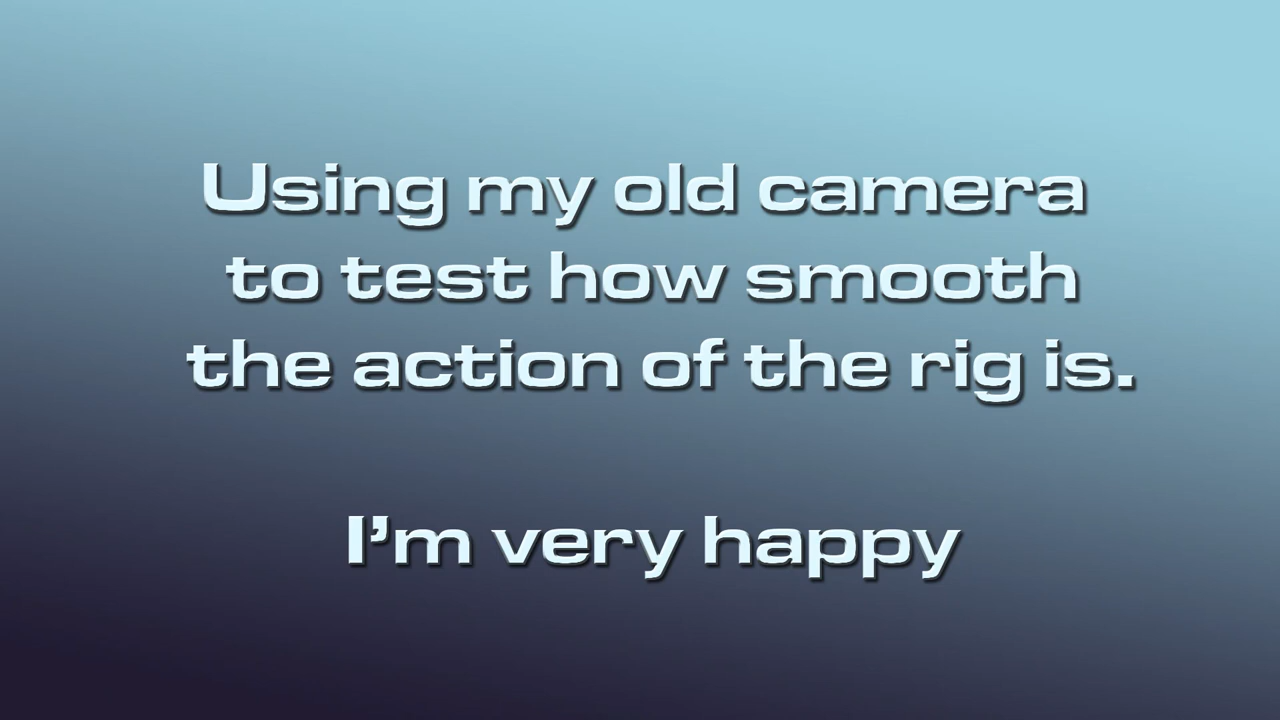 Using my old camera
to test how smooth
the action of the rig is.
I’m very happy